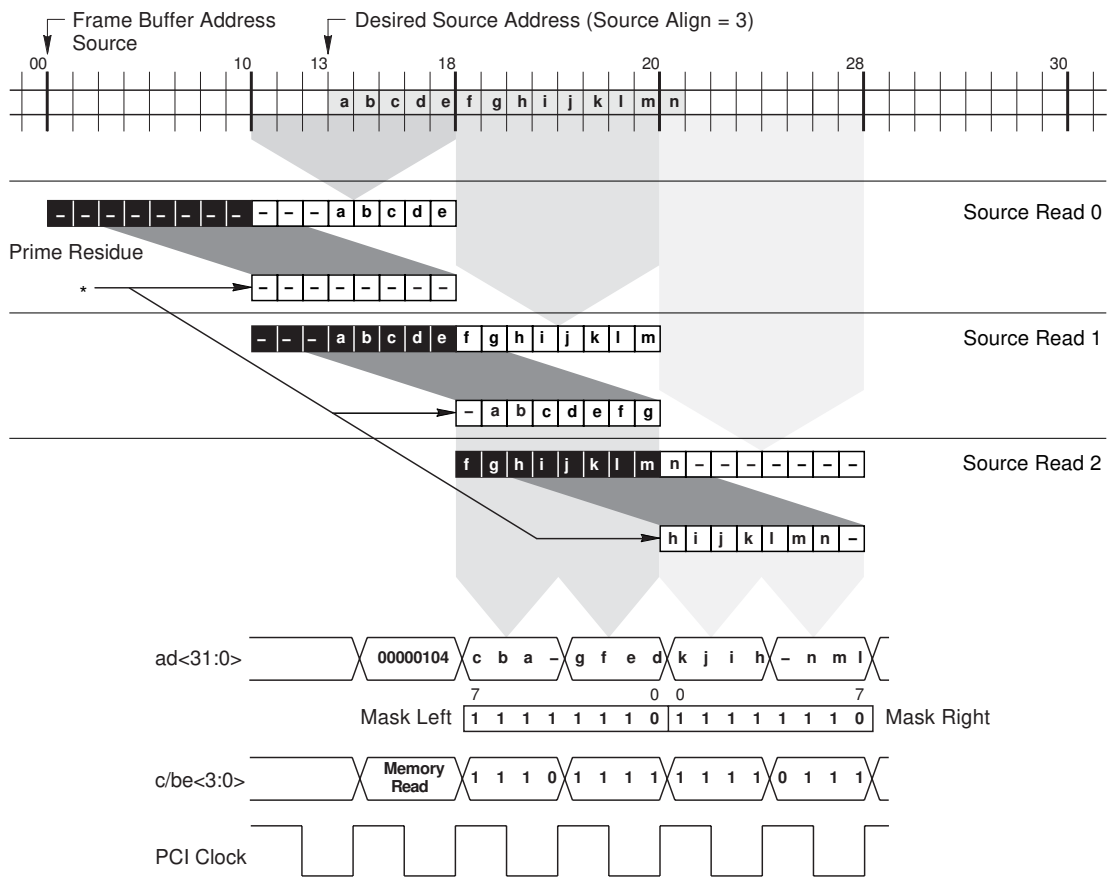 Frame Buffer Address Source
Desired Source Address (Source Align = 3)
00 10 13 18 20 28 30
a b c d e f g h i j k l m n
– – – – – – – – – – – a b c d e
Source Read 0
Prime Residue
*
– – – – – – – –
– – – a b c d e f g h i j k l m
Source Read 1
– a b c d e f g
f g h i j k l m n – – – – – – –
Source Read 2
h i j k l m n –
ad<31:0> 00000104 c b a – g f e d k j i h – n m l
7 0 0 7
Mask Left 1 1 1 1 1 1 1 0 1 1 1 1 1 1 1 0 Mask Right
c/be<3:0> Memory Read 1 1 1 0 1 1 1 1 1 1 1 1 0 1 1 1
PCI Clock